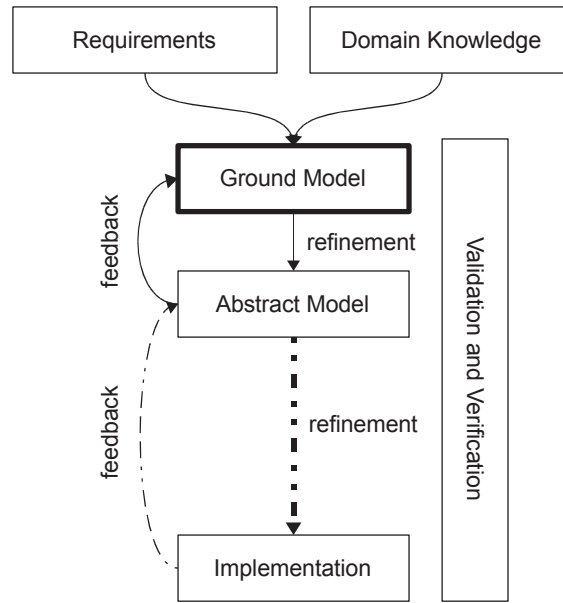 Requirements
Domain Knowledge
Ground Model
feedback
refinement
Abstract Model
feedback
refinement
Implementation
Validation and Verification